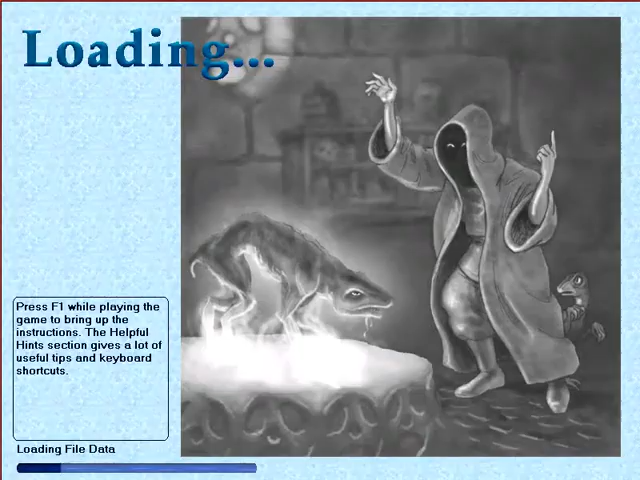 Loading...
Press F1 while playing the
game to bring up the
instructions. The Helpful
Hints section gives a lot of
useful tips and keyboard
shortcuts.
Loading File Data